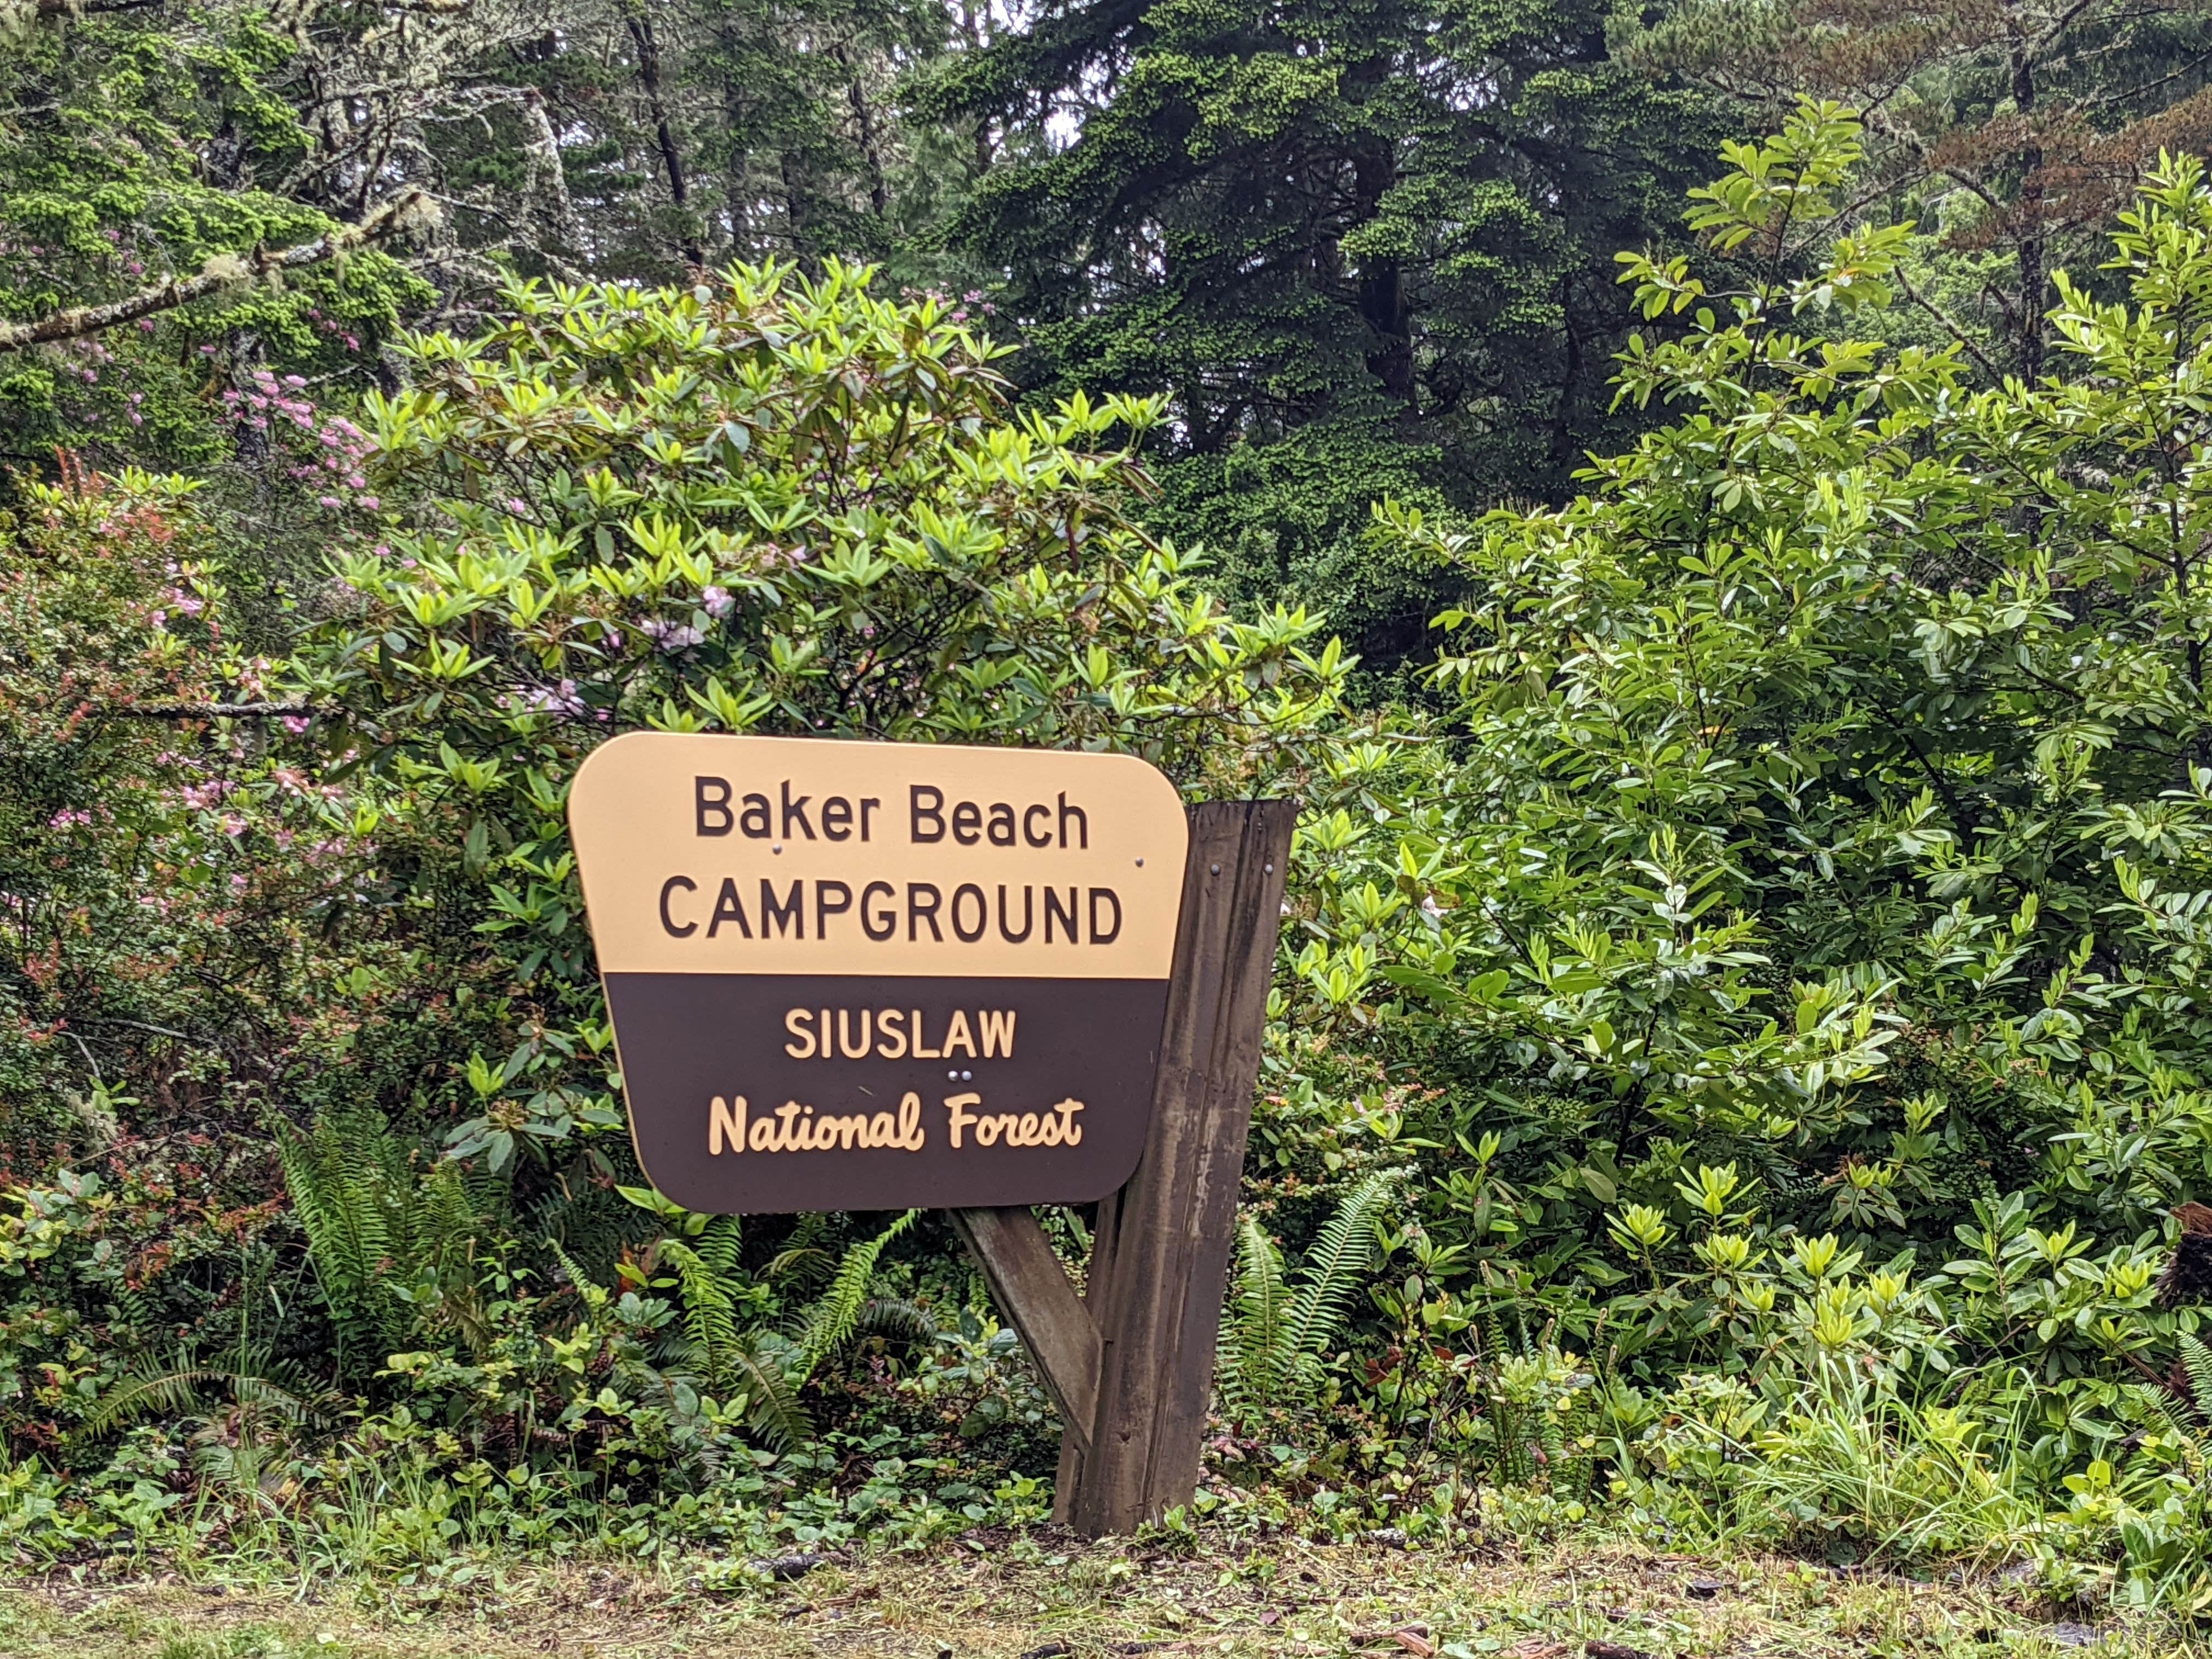 Baker Beach
CAMPGROUND
SIUSLAW
National Forest